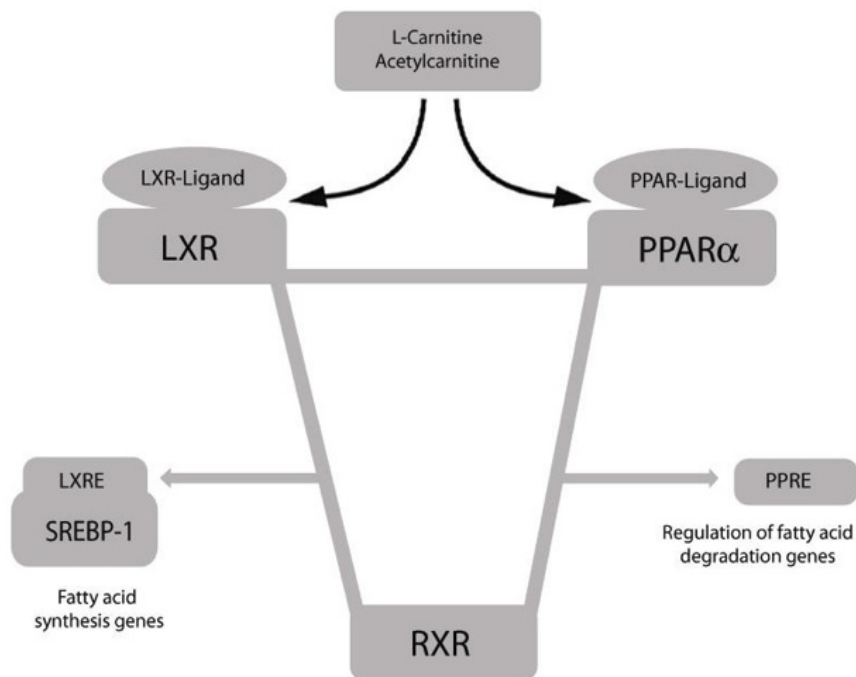 L-Carnitine
Acetylcarnitine
LXR-Ligand
PPAR-Ligand
LXR
PPARα
LXRE
SREBP-1
Fatty acid
synthesis genes
PPRE
Regulation of fatty acid
degradation genes
RXR